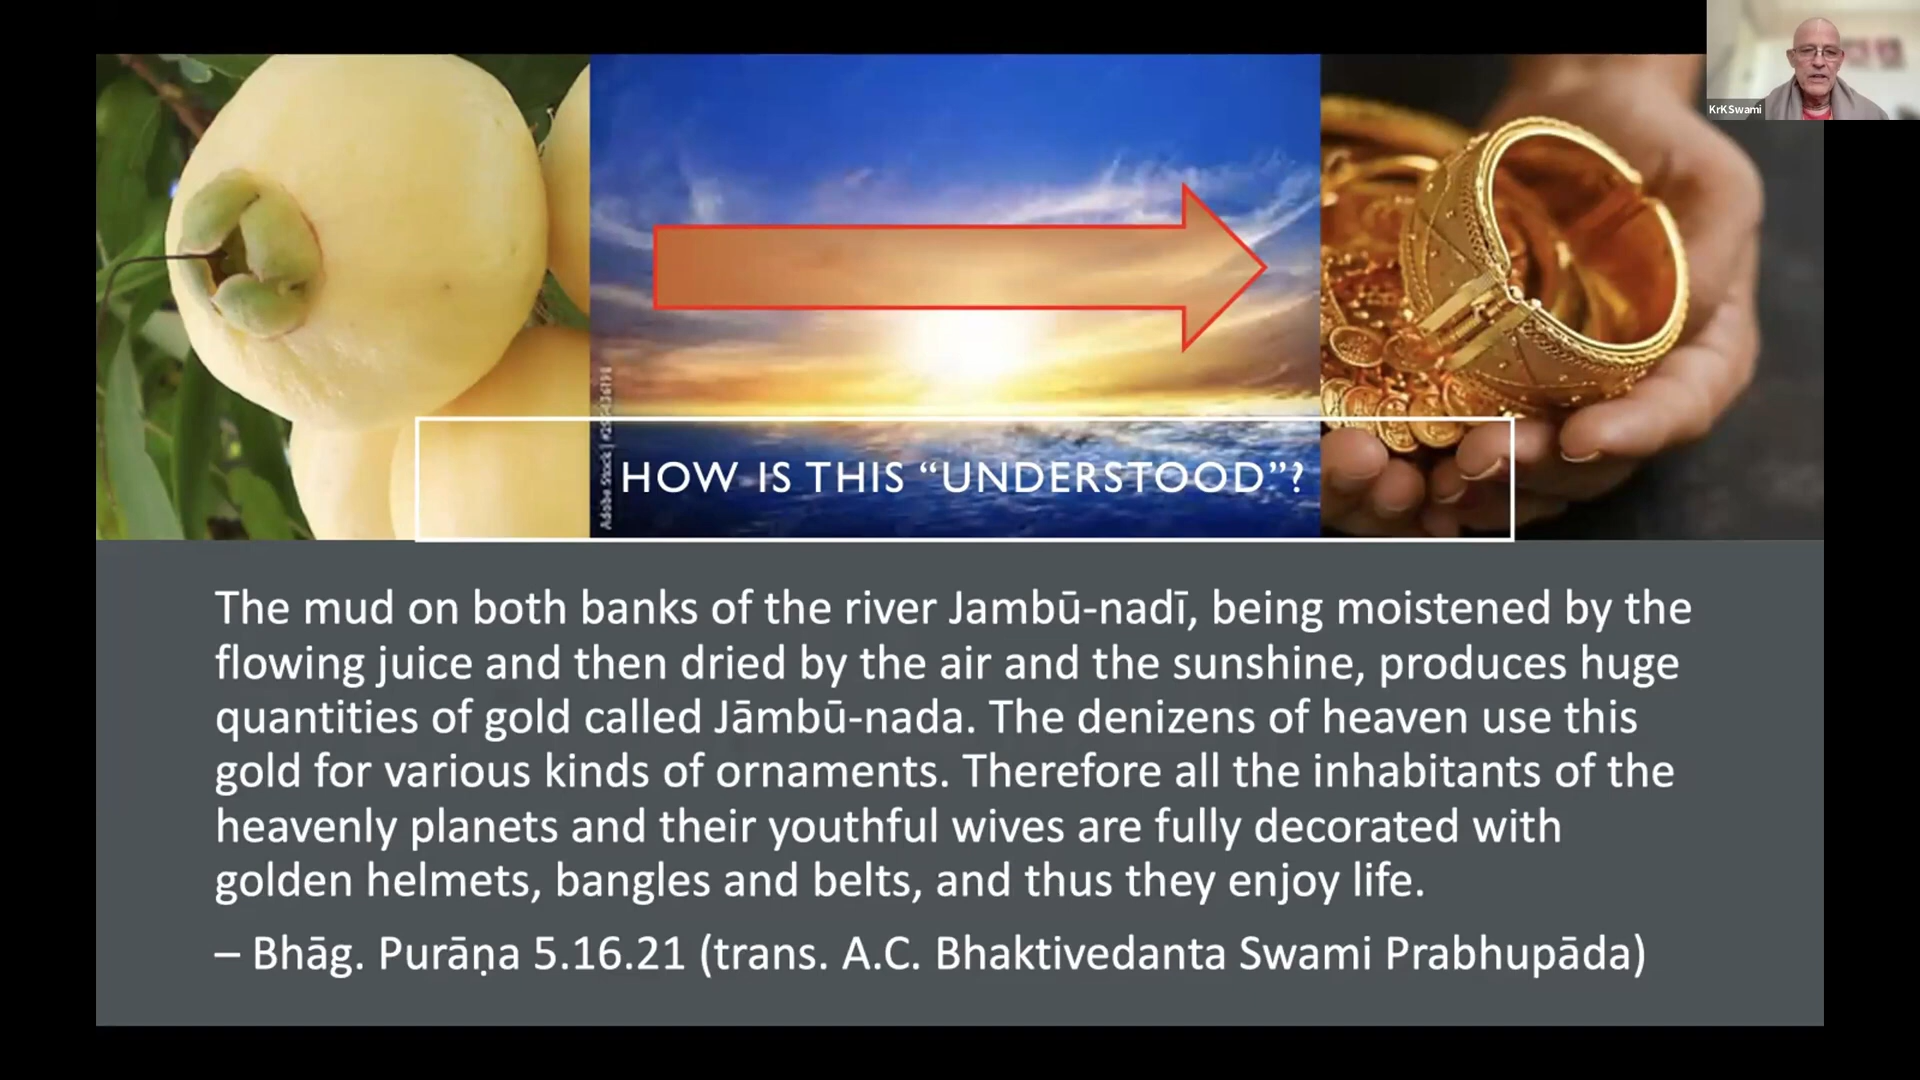 KrKSwami
Adobe Stock | #
HOW IS THIS “UNDERSTOOD”?
The mud on both banks of the river Jambū-nadī, being moistened by the
flowing juice and then dried by the air and the sunshine, produces huge
quantities of gold called Jāmbū-nada. The denizens of heaven use this
gold for various kinds of ornaments. Therefore all the inhabitants of the
heavenly planets and their youthful wives are fully decorated with
golden helmets, bangles and belts, and thus they enjoy life.
– Bhāg. Purāṇa 5.16.21 (trans. A.C. Bhaktivedanta Swami Prabhupāda)